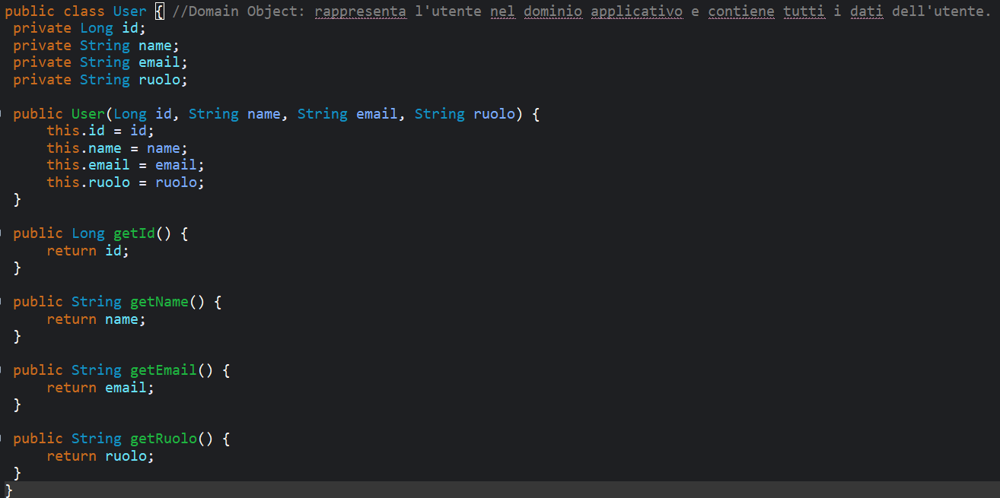 public class User { //Domain Object: rappresenta l'utente nel dominio applicativo e contiene tutti i dati dell'utente.
private Long id;
private String name;
private String email;
private String ruolo;
public User(Long id, String name, String email, String ruolo) {
this.id = id;
this.name = name;
this.email = email;
this.ruolo = ruolo;
}
public Long getId() {
return id;
}
public String getName() {
return name;
}
public String getEmail() {
return email;
}
public String getRuolo() {
return ruolo;
}
}